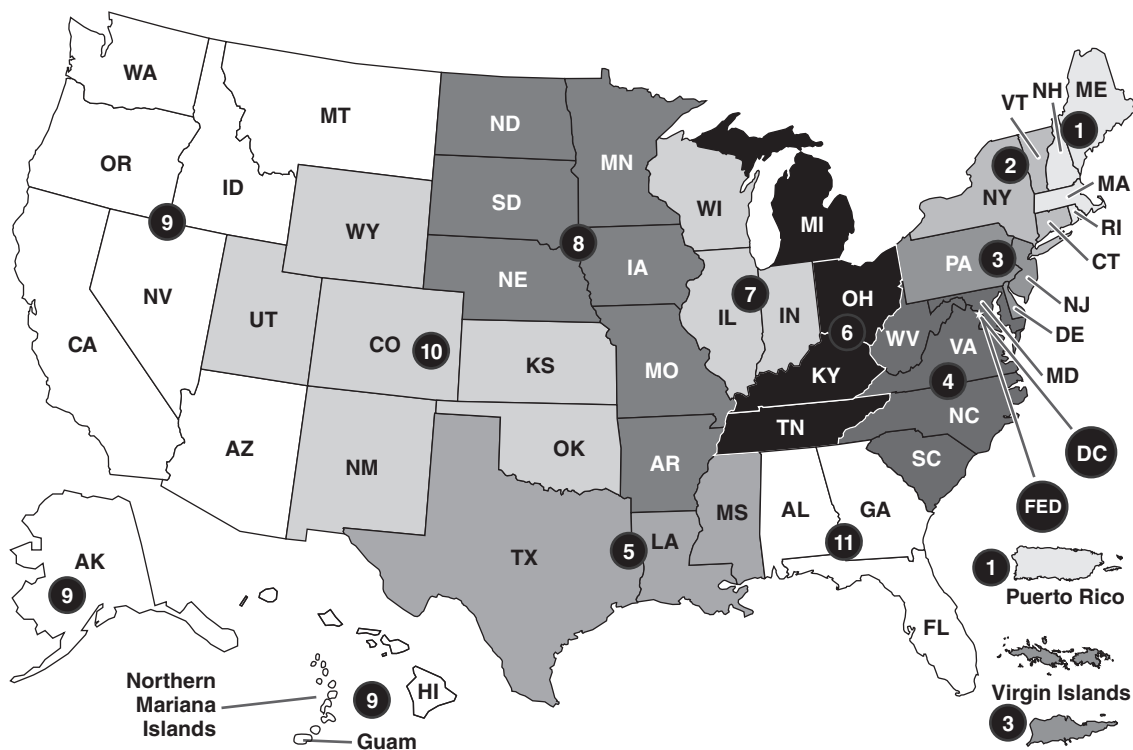 WA
MT
ND
MN
VT
NH
ME
1
OR
ID
SD
WI
MI
2
NY
MA
RI
CT
9
WY
8
NE
IA
PA
3
NJ
DE
MD
NV
UT
CA
CO
10
KS
MO
7
IL
IN
OH
6
WV
VA
KY
4
NC
TN
DC
AZ
NM
OK
AR
SC
FED
MS
AL
GA
TX
5
LA
11
AK
9
1
Puerto Rico
FL
Northern
Mariana
Islands
9
HI
Guam
Virgin Islands
3